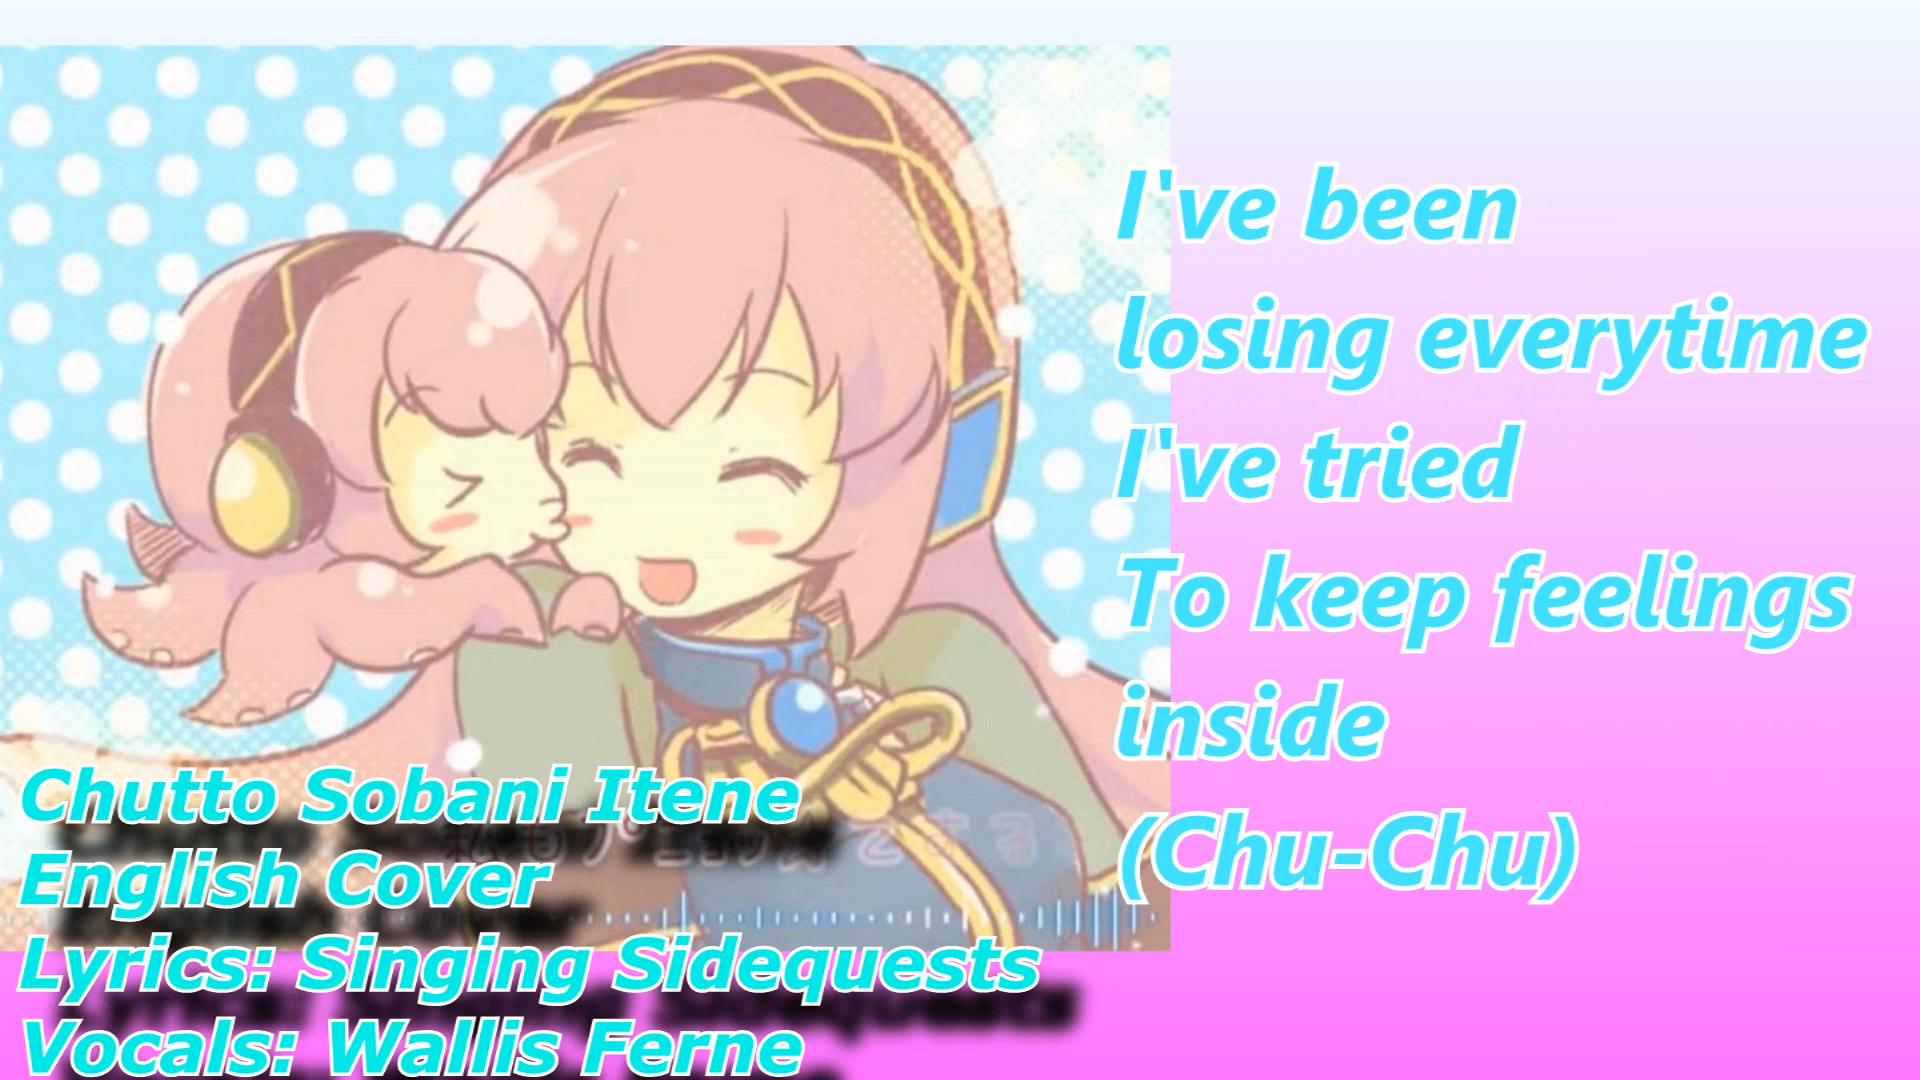 I've been
losing everytime
I've tried
To keep feelings
inside
(Chu-Chu)
Chutto Sobani Itene
English Cover
Lyrics: Singing Sidequests
Vocals: Wallis Ferne